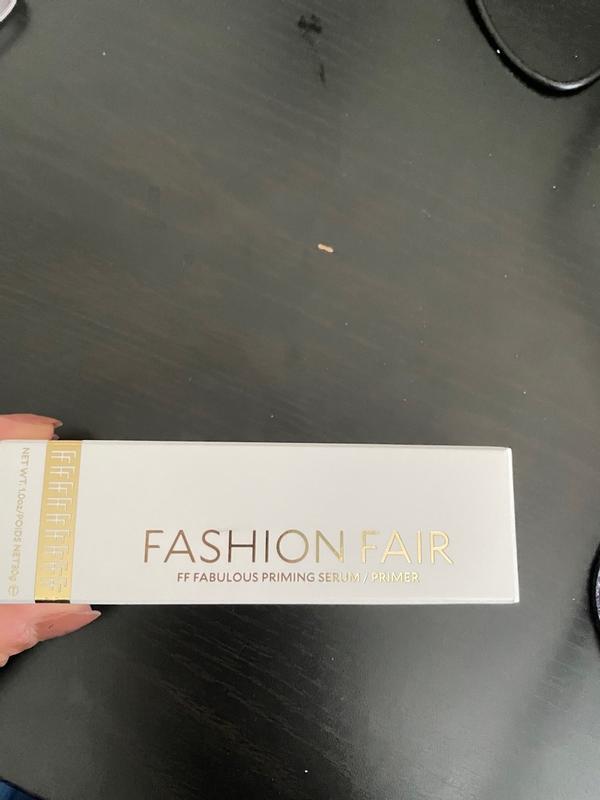 FASHION FAIR
FF FABULOUS PRIMING SERUM / PRIMER
NET WT. 1.0oz/POIDS NET 30g ℮